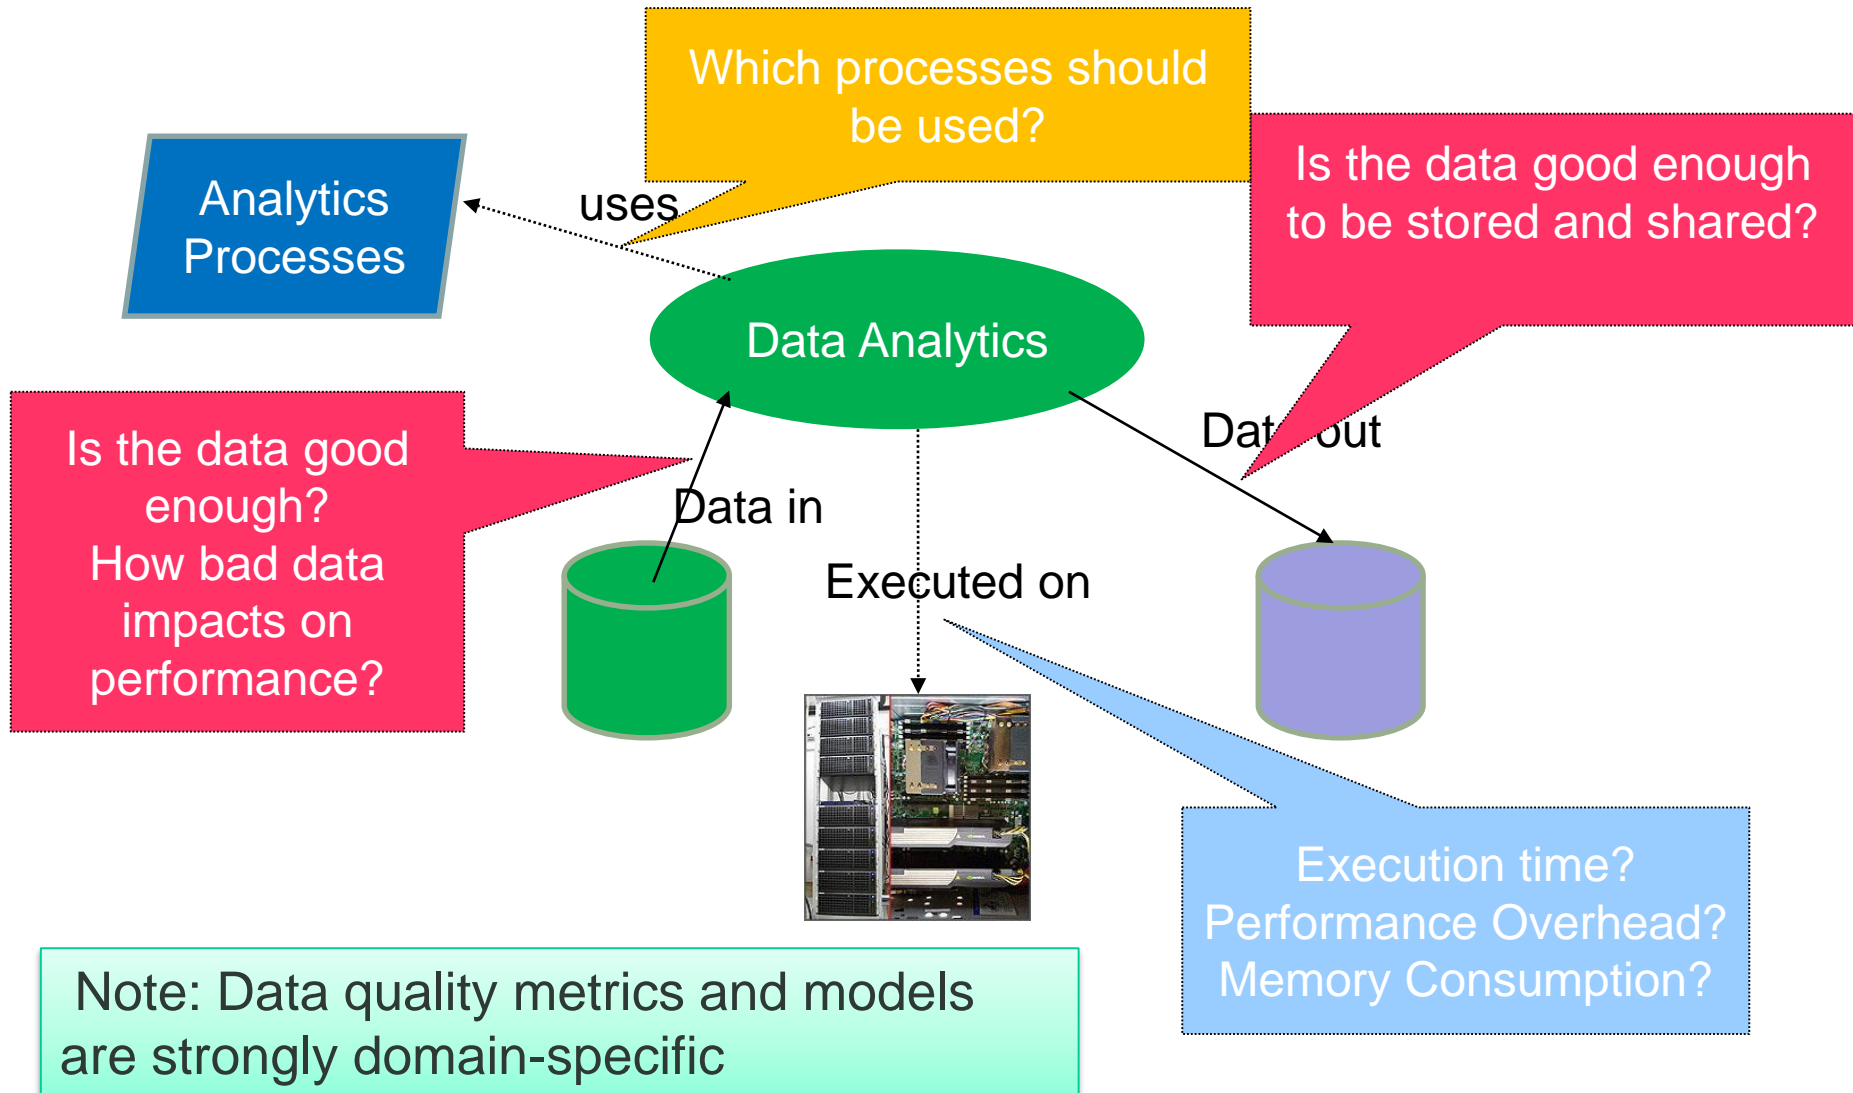 Which processes should
be used?
Is the data good enough
to be stored and shared?
Analytics
Processes
uses
Data Analytics
Is the data good
enough?
How bad data
impacts on
performance?
Data in
Data out
Executed on
Execution time?
Performance Overhead?
Memory Consumption?
Note: Data quality metrics and models
are strongly domain-specific